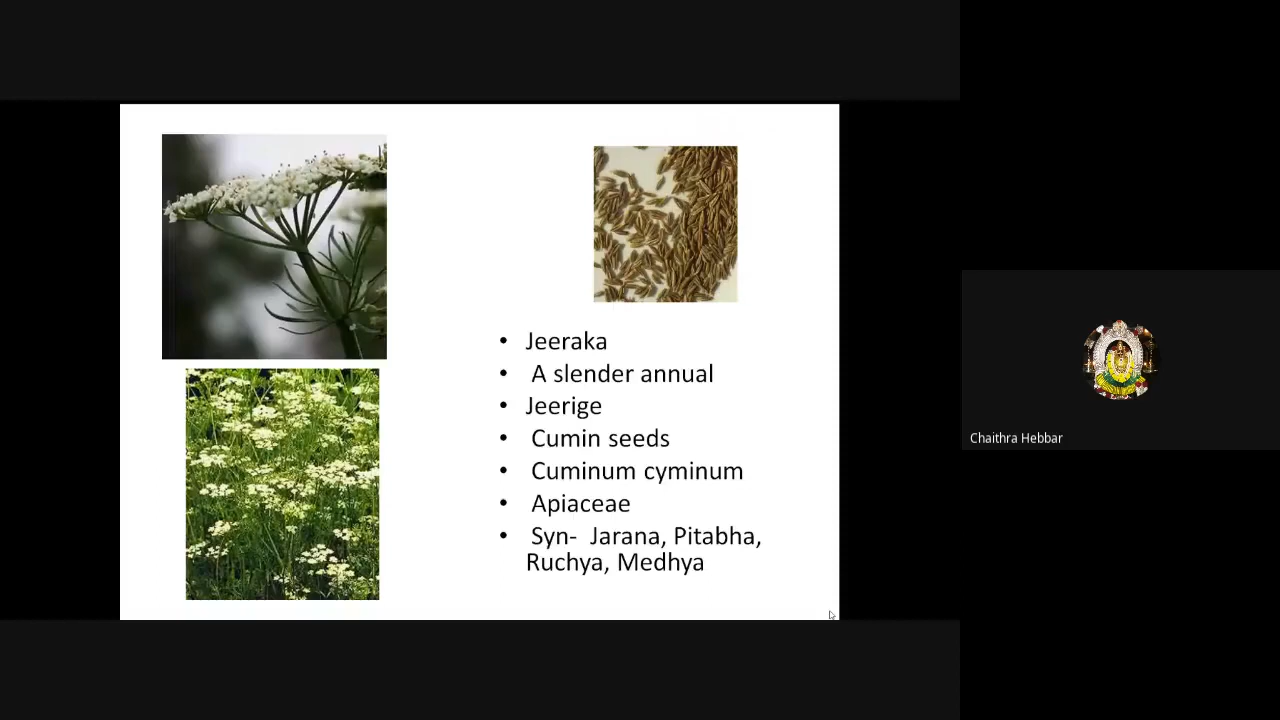 • Jeeraka
• A slender annual
• Jeerige
• Cumin seeds
• Cuminum cyminum
• Apiaceae
• Syn- Jarana, Pitabha,
Ruchya, Medhya
Chaithra Hebbar